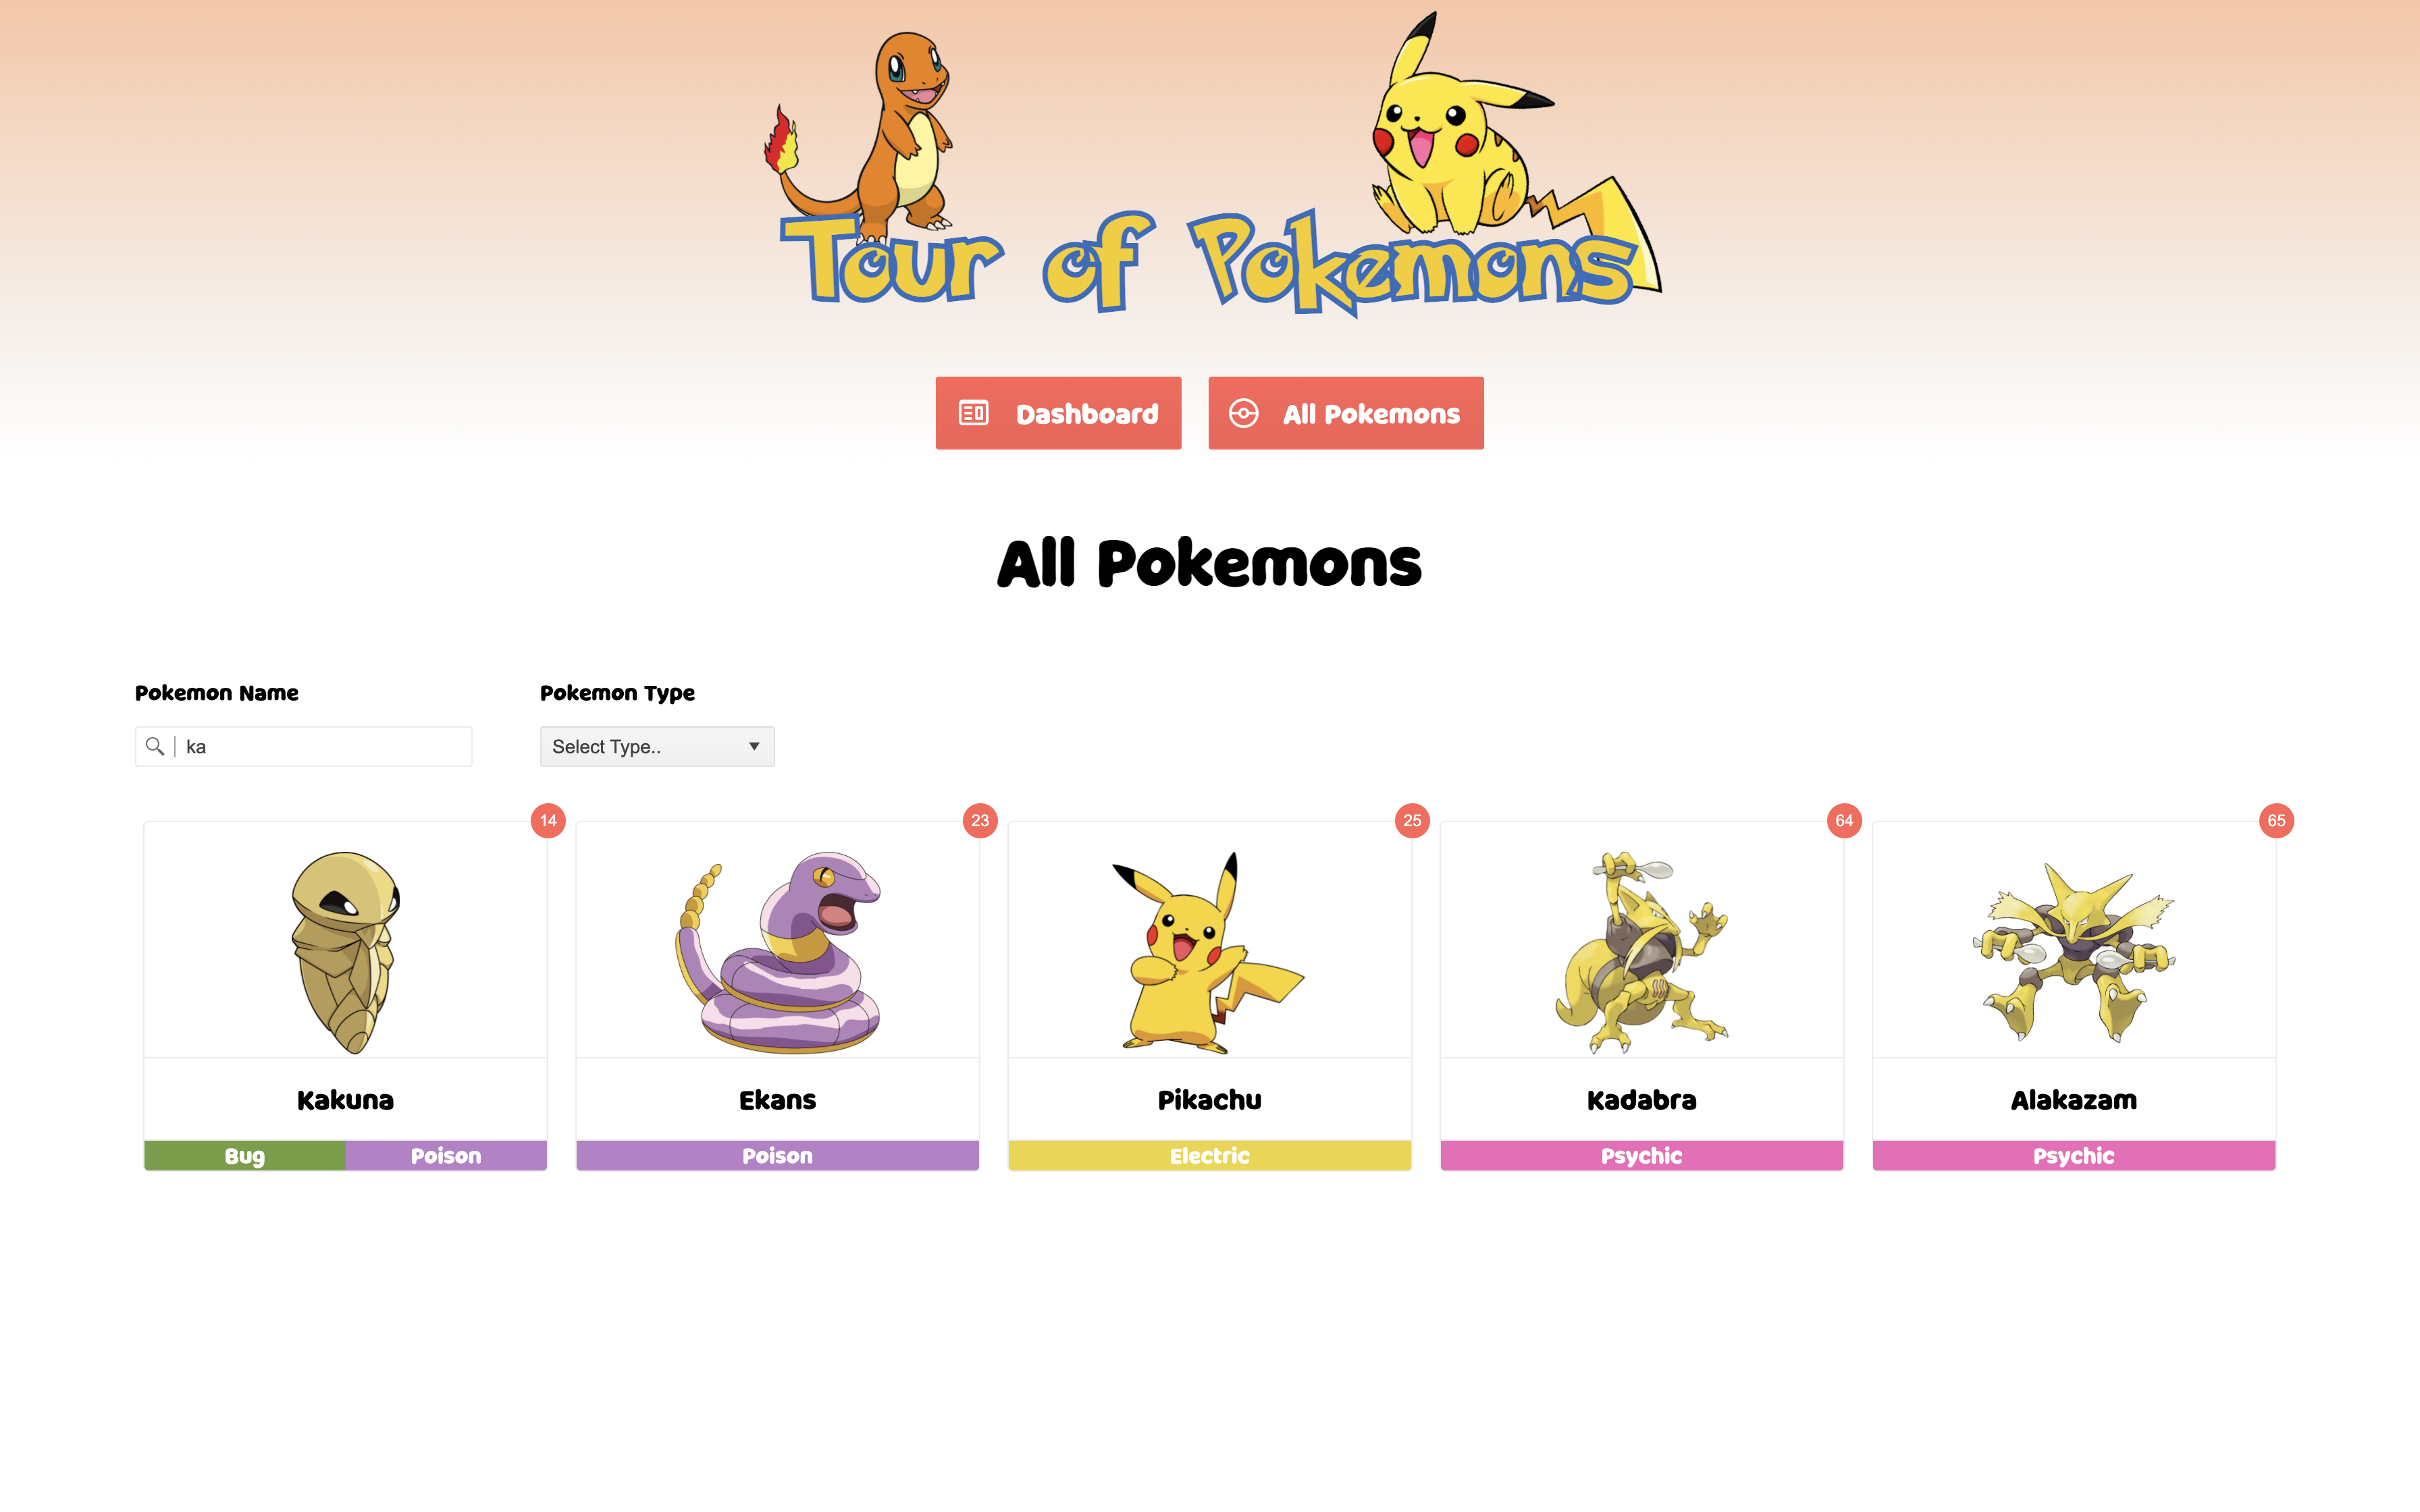 Tour of Pokemons
Dashboard
All Pokemons
All Pokemons
Pokemon Name
Pokemon Type
ka
Select Type..
14
23
25
64
65
Kakuna
Ekans
Pikachu
Kadabra
Alakazam
Bug
Poison
Poison
Electric
Psychic
Psychic